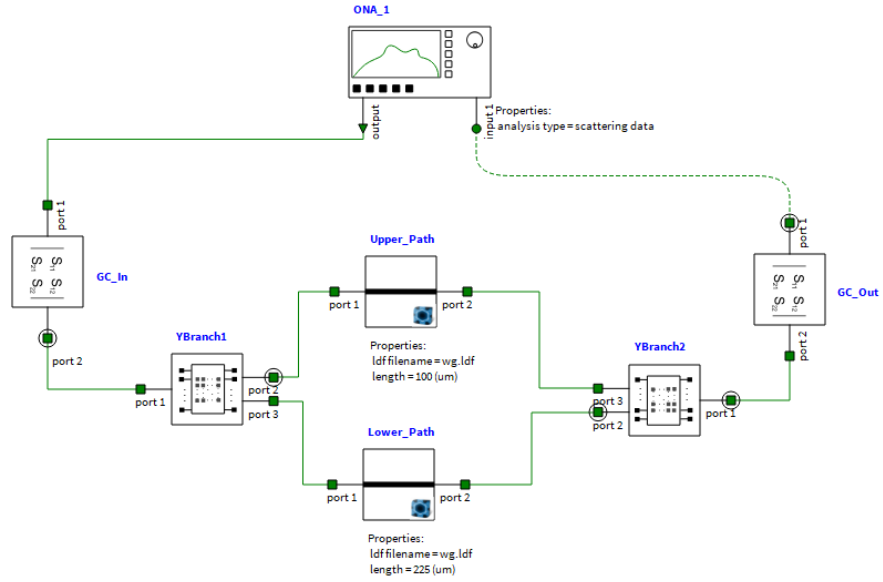 ONA_1
output
input 1
Properties:
analysis type = scattering data
port 1
S11 S12
S21 S22
GC_In
port 2
port 1
S11 S12
S21 S22
GC_Out
port 2
Upper_Path
port 1
port 2
Properties:
ldf filename = wg.ldf
length = 100 (um)
YBranch1
port 1
port 2
port 3
YBranch2
port 3
port 2
port 1
Lower_Path
port 1
port 2
Properties:
ldf filename = wg.ldf
length = 225 (um)